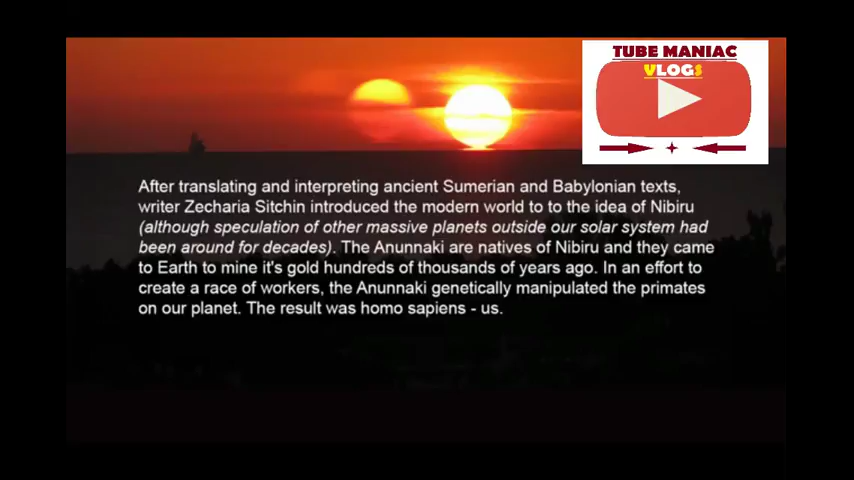 TUBE MANIAC
VLOGS
After translating and interpreting ancient Sumerian and Babylonian texts,
writer Zecharia Sitchin introduced the modern world to to the idea of Nibiru
(although speculation of other massive planets outside our solar system had
been around for decades). The Anunnaki are natives of Nibiru and they came
to Earth to mine it's gold hundreds of thousands of years ago. In an effort to
create a race of workers, the Anunnaki genetically manipulated the primates
on our planet. The result was homo sapiens - us.